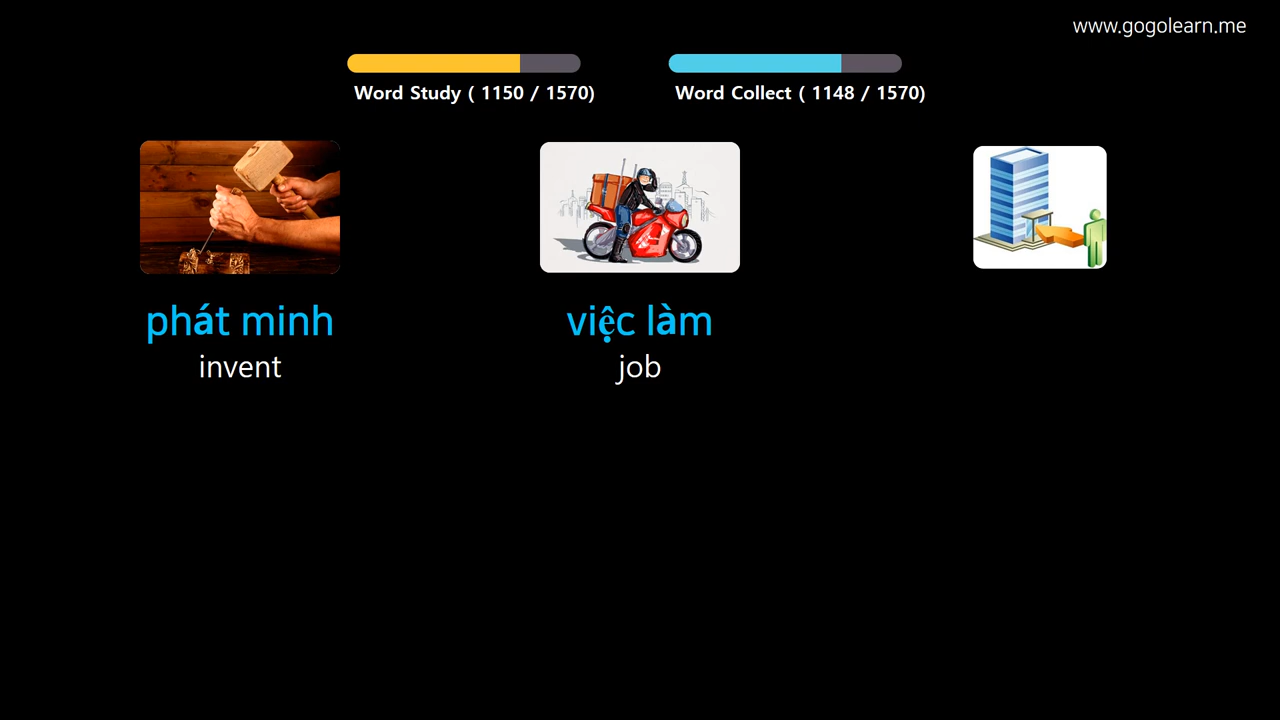 www.gogolearn.me
Word Study ( 1150 / 1570)
Word Collect ( 1148 / 1570)
phát minh
invent
việc làm
job